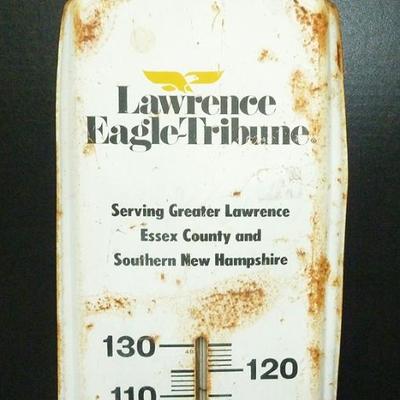 Lawrence
Eagle-Tribune®
Serving Greater Lawrence
Essex County and
Southern New Hampshire
130
120
110